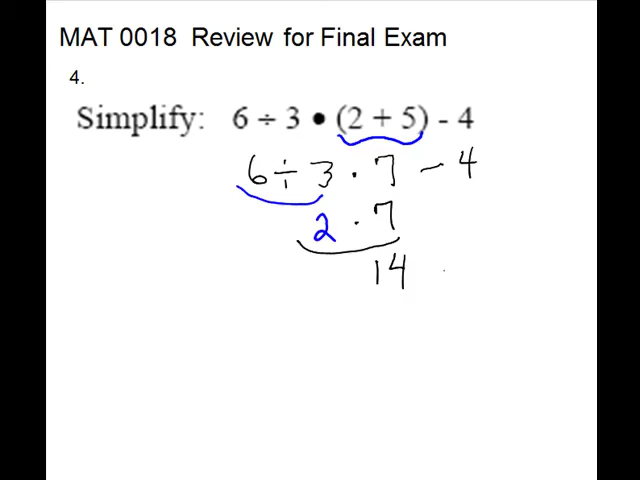 MAT 0018 Review for Final Exam
4.
Simplify: 6 ÷ 3 • (2 + 5) - 4
6 ÷ 3 · 7 - 4
2 · 7
14